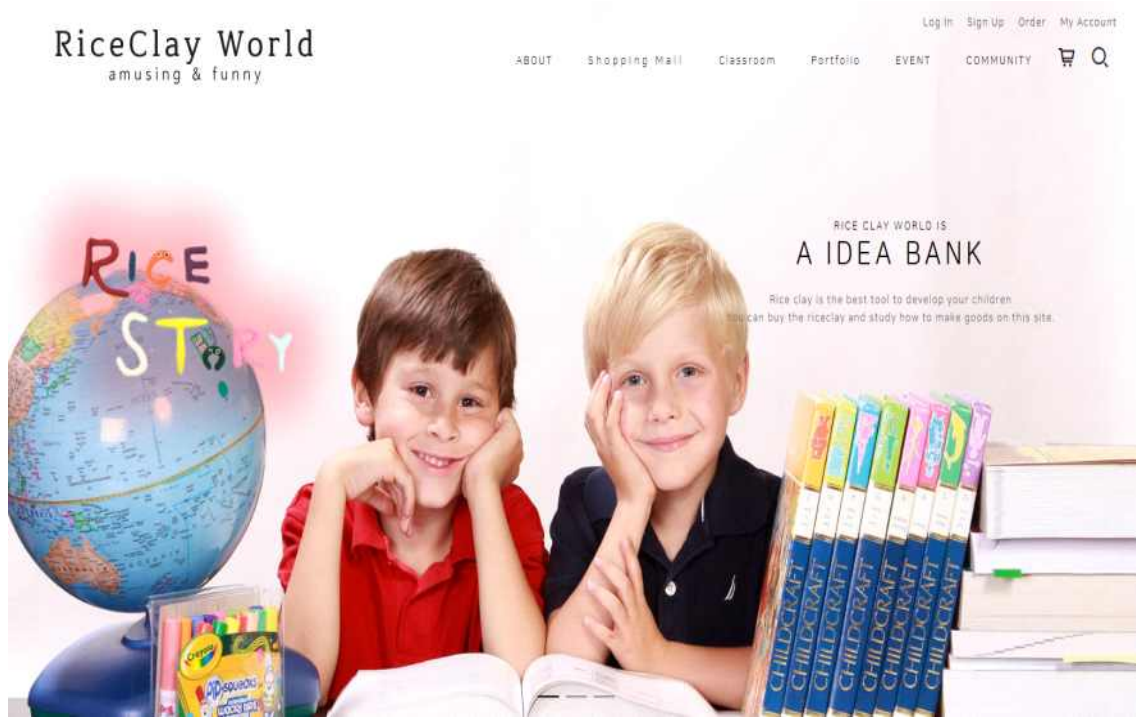 RiceClay World
amusing & funny
Log In Sign Up Order My Account
ABOUT Shopping Mall Classroom Portfolio EVENT COMMUNITY
RICE
STORY
RICE CLAY WORLD IS
A IDEA BANK
Rice clay is the best tool to develop your children
You can buy the riceclay and study how to make goods on this site.
Crayola
PIPSQUEAKS
CHILDCRAFT
CHILDCRAFT
CHILDCRAFT
CHILDCRAFT
CHILDCRAFT
CHILDCRAFT
CHILDCRAFT